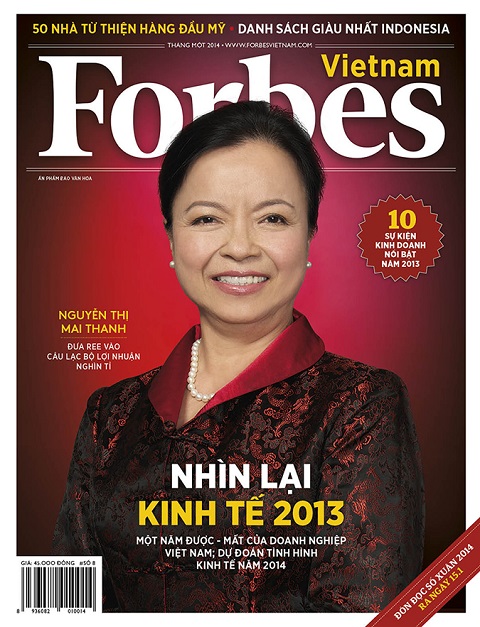 50 NHÀ TỪ THIỆN HÀNG ĐẦU MỸ • DANH SÁCH GIÀU NHẤT INDONESIA
THÁNG MỘT 2014 • WWW.FORBESVIETNAM.COM
Vietnam
Forbes
ẤN PHẨM BÁO VĂN HÓA
10
SỰ KIỆN
KINH DOANH
NỔI BẬT
NĂM 2013
NGUYỄN THỊ
MAI THANH
ĐƯA REE VÀO
CÂU LẠC BỘ LỢI NHUẬN
NGHÌN TỈ
NHÌN LẠI
KINH TẾ 2013
MỘT NĂM ĐƯỢC - MẤT CỦA DOANH NGHIỆP
VIỆT NAM; DỰ ĐOÁN TÌNH HÌNH
KINH TẾ NĂM 2014
GIÁ: 45.000 ĐỒNG #SỐ 8
8 936082 010014
ĐÓN ĐỌC SỐ XUÂN 2014
RA NGÀY 15.1